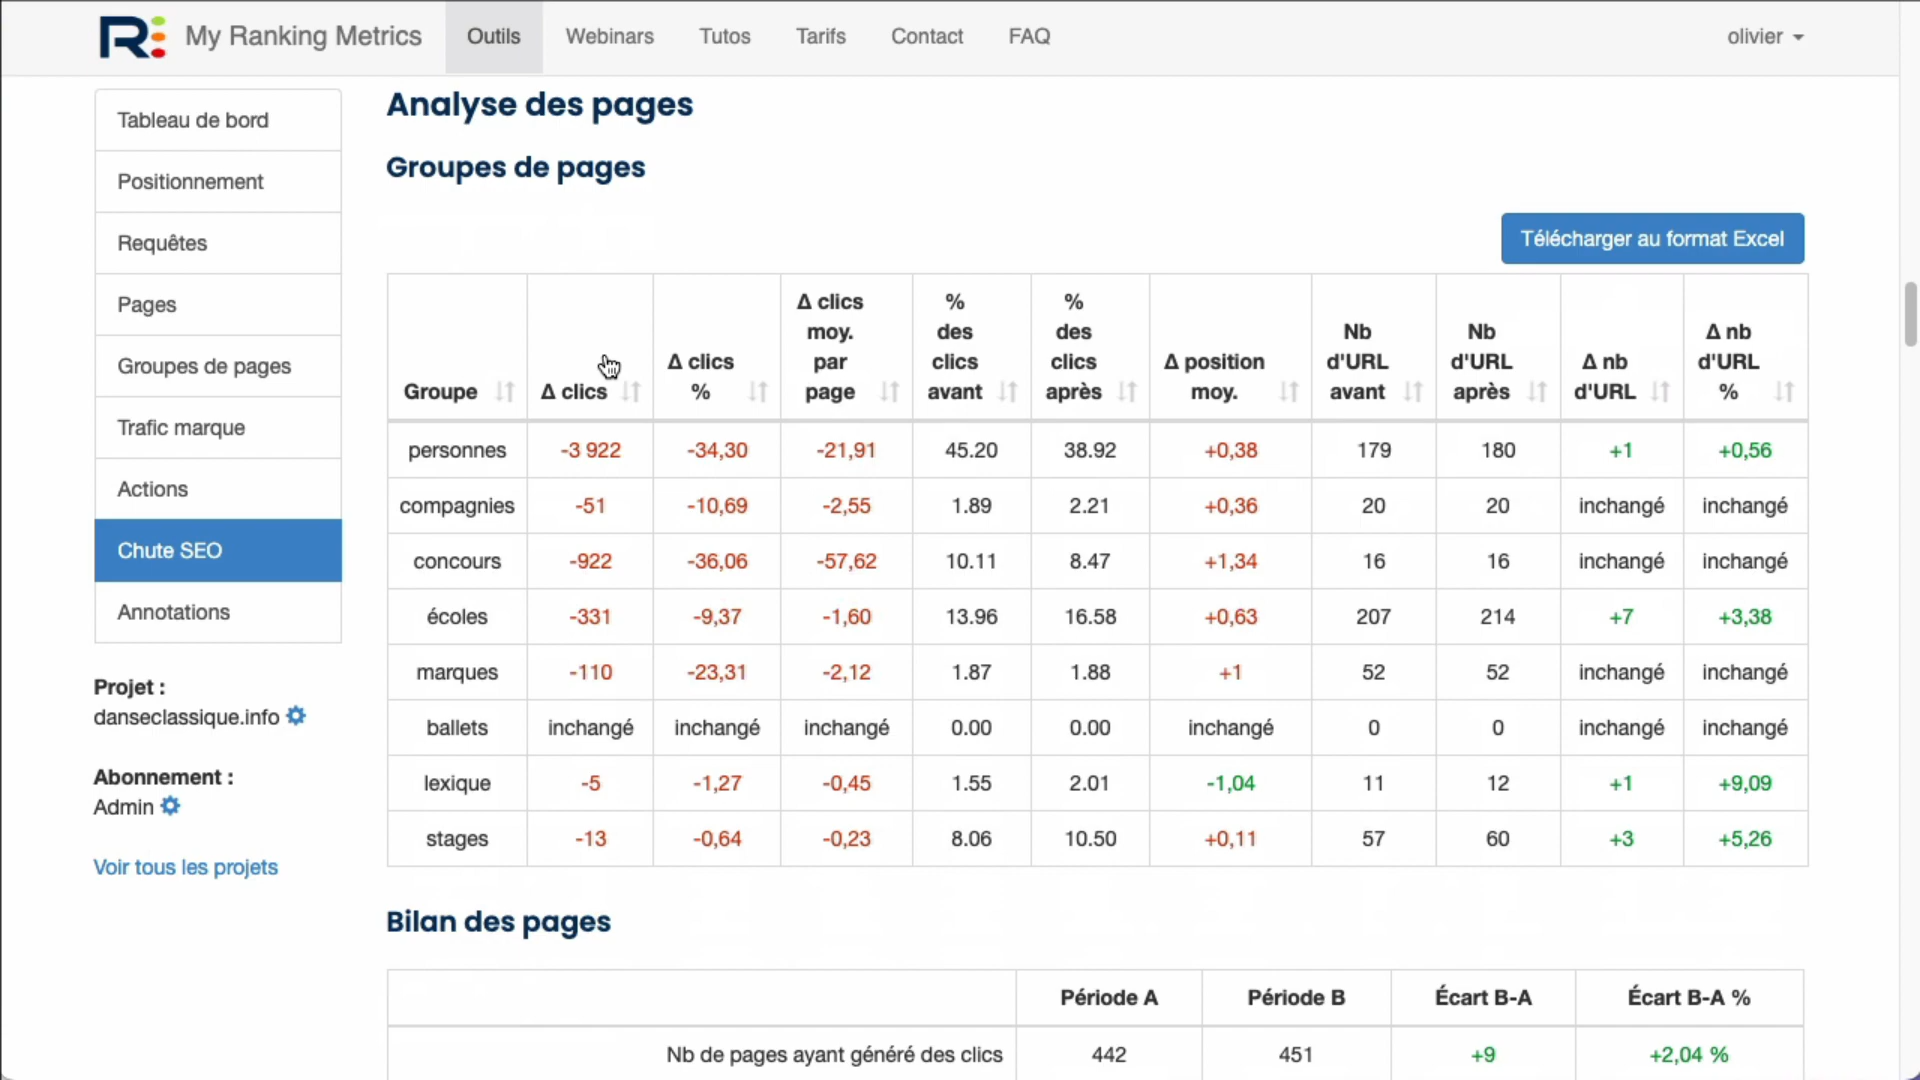 My Ranking Metrics Outils Webinars Tutos Tarifs Contact FAQ olivier
Tableau de bord
Positionnement
Requêtes
Pages
Groupes de pages
Trafic marque
Actions
Chute SEO
Annotations
Projet :
danseclassique.info
Abonnement :
Admin
Voir tous les projets
Analyse des pages
Groupes de pages
Télécharger au format Excel
Groupe Δ clics Δ clics % Δ clics moy. par page % des clics avant % des clics après Δ position moy. Nb d'URL avant Nb d'URL après Δ nb d'URL Δ nb d'URL %
personnes -3 922 -34,30 -21,91 45.20 38.92 +0,38 179 180 +1 +0,56
compagnies -51 -10,69 -2,55 1.89 2.21 +0,36 20 20 inchangé inchangé
concours -922 -36,06 -57,62 10.11 8.47 +1,34 16 16 inchangé inchangé
écoles -331 -9,37 -1,60 13.96 16.58 +0,63 207 214 +7 +3,38
marques -110 -23,31 -2,12 1.87 1.88 +1 52 52 inchangé inchangé
ballets inchangé inchangé inchangé 0.00 0.00 inchangé 0 0 inchangé inchangé
lexique -5 -1,27 -0,45 1.55 2.01 -1,04 11 12 +1 +9,09
stages -13 -0,64 -0,23 8.06 10.50 +0,11 57 60 +3 +5,26
Bilan des pages
Période A Période B Écart B-A Écart B-A %
Nb de pages ayant généré des clics 442 451 +9 +2,04 %